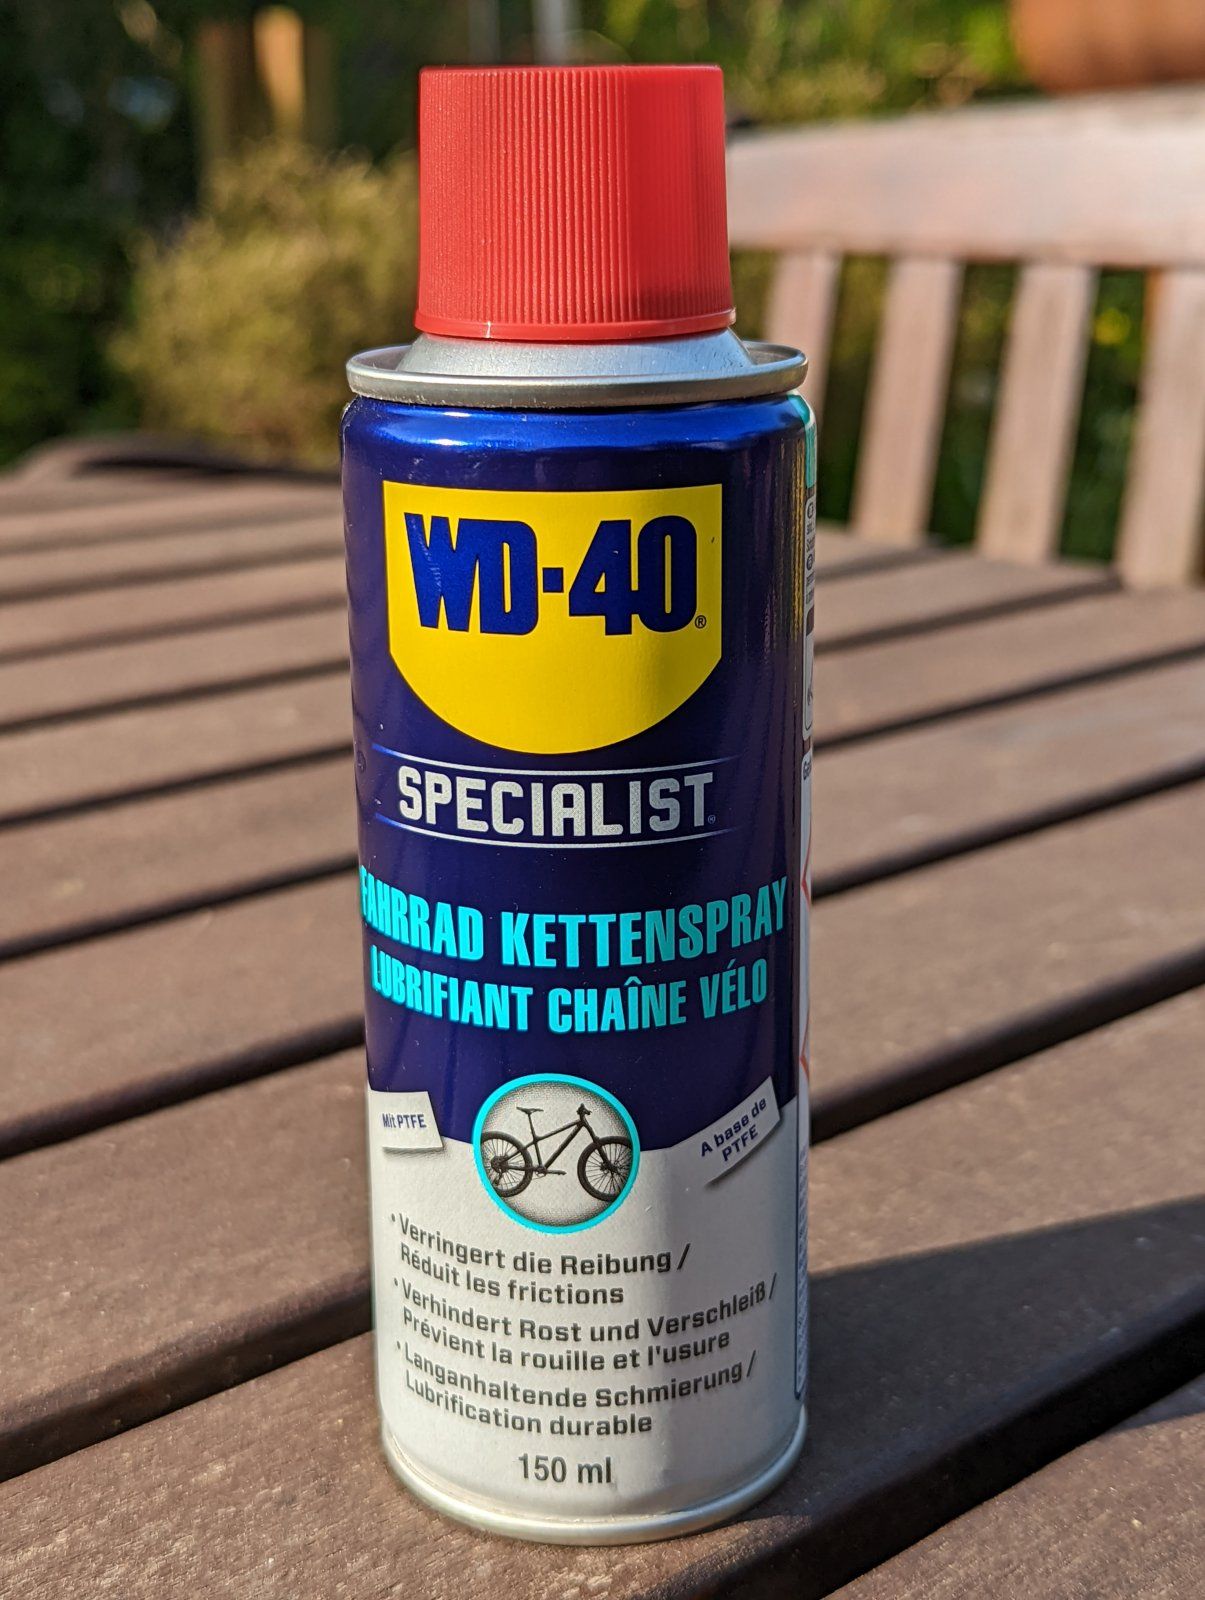 WD-40®
SPECIALIST®
FAHRRAD KETTENSPRAY
LUBRIFIANT CHAÎNE VÉLO
Mit PTFE
A base de
PTFE
• Verringert die Reibung /
Réduit les frictions
• Verhindert Rost und Verschleiß /
Prévient la rouille et l'usure
• Langanhaltende Schmierung /
Lubrification durable
150 ml